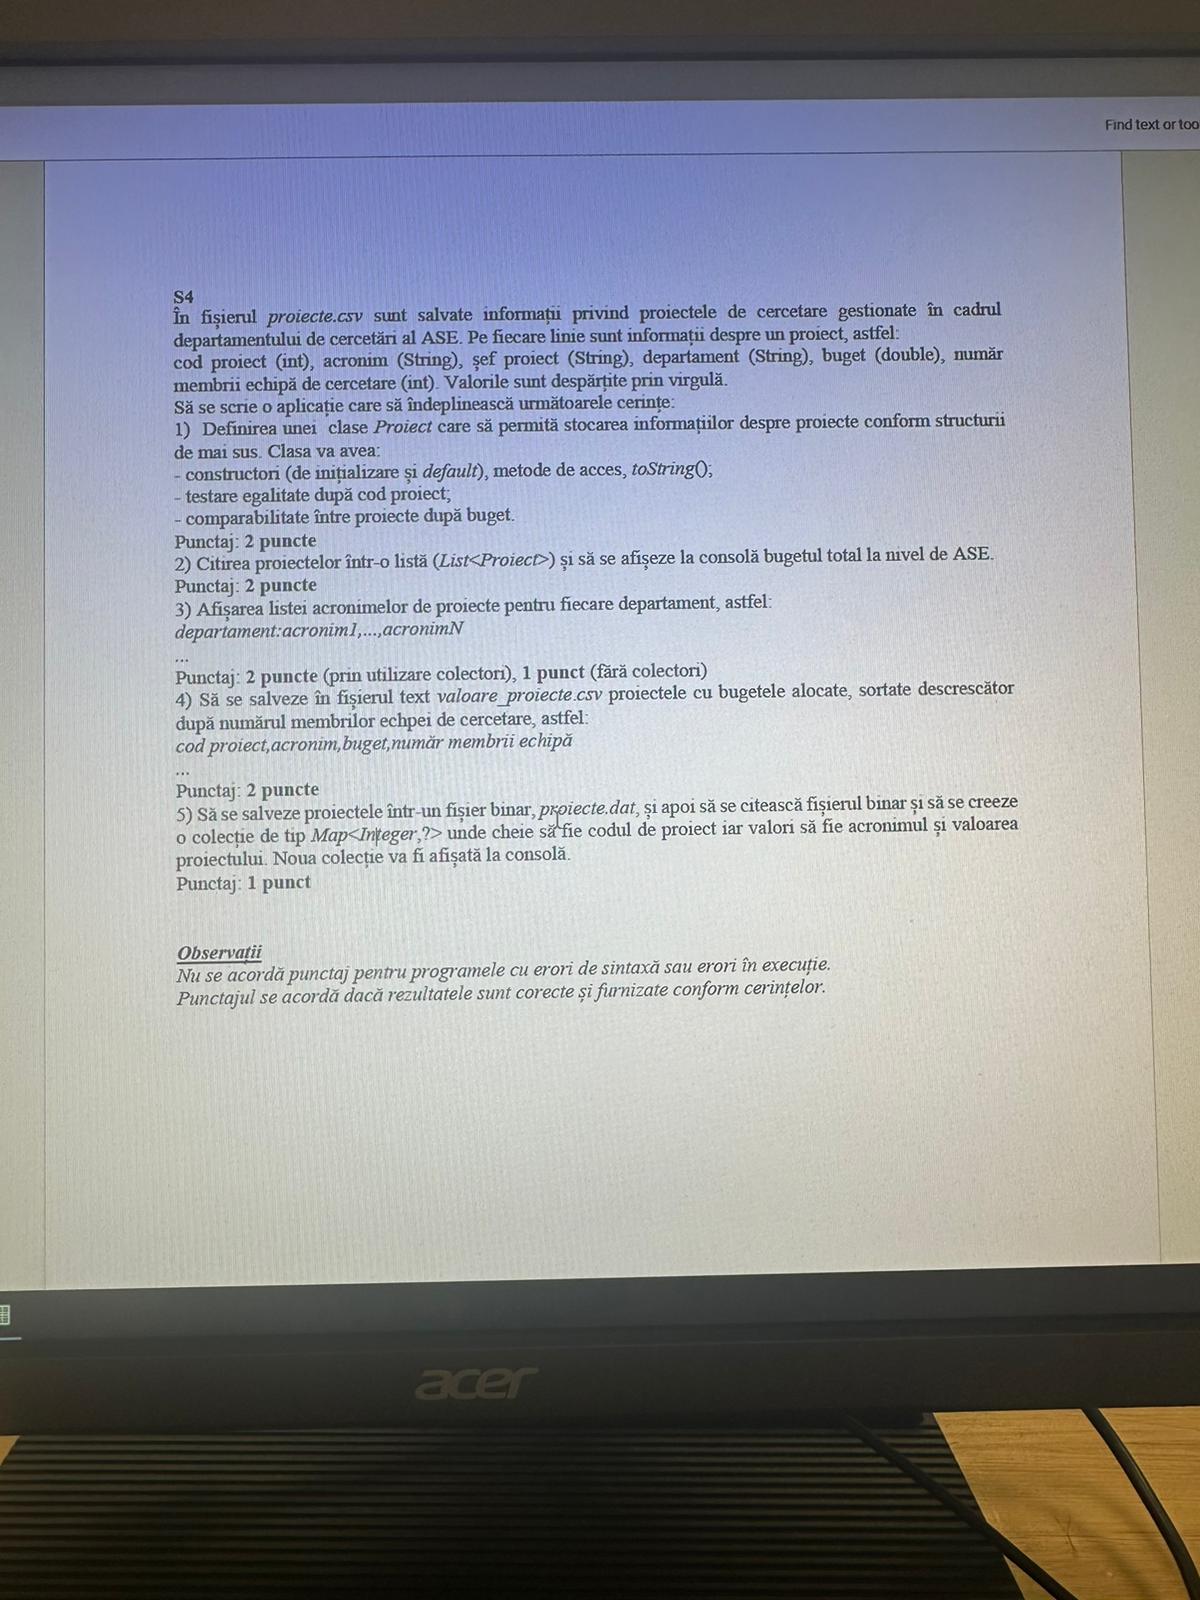 Find text or too
S4
În fișierul proiecte.csv sunt salvate informații privind proiectele de cercetare gestionate în cadrul
departamentului de cercetări al ASE. Pe fiecare linie sunt informații despre un proiect, astfel:
cod proiect (int), acronim (String), șef proiect (String), departament (String), buget (double), număr
membrii echipă de cercetare (int). Valorile sunt despărțite prin virgulă.
Să se scrie o aplicație care să îndeplinească următoarele cerințe:
1) Definirea unei clase Proiect care să permită stocarea informațiilor despre proiecte conform structurii
de mai sus. Clasa va avea:
- constructori (de inițializare și default), metode de acces, toString();
- testare egalitate după cod proiect;
- comparabilitate între proiecte după buget.
Punctaj: 2 puncte
2) Citirea proiectelor într-o listă (List<Proiect>) și să se afișeze la consolă bugetul total la nivel de ASE.
Punctaj: 2 puncte
3) Afișarea listei acronimelor de proiecte pentru fiecare departament, astfel:
departament:acronim1,...,acronimN
...
Punctaj: 2 puncte (prin utilizare colectori), 1 punct (fără colectori)
4) Să se salveze în fișierul text valoare_proiecte.csv proiectele cu bugetele alocate, sortate descrescător
după numărul membrilor echpei de cercetare, astfel:
cod proiect,acronim,buget,număr membrii echipă
...
Punctaj: 2 puncte
5) Să se salveze proiectele într-un fișier binar, proiecte.dat, și apoi să se citească fișierul binar și să se creeze
o colecție de tip Map<Integer,?> unde cheie să fie codul de proiect iar valori să fie acronimul și valoarea
proiectului. Noua colecție va fi afișată la consolă.
Punctaj: 1 punct
Observații
Nu se acordă punctaj pentru programele cu erori de sintaxă sau erori în execuție.
Punctajul se acordă dacă rezultatele sunt corecte și furnizate conform cerințelor.
acer